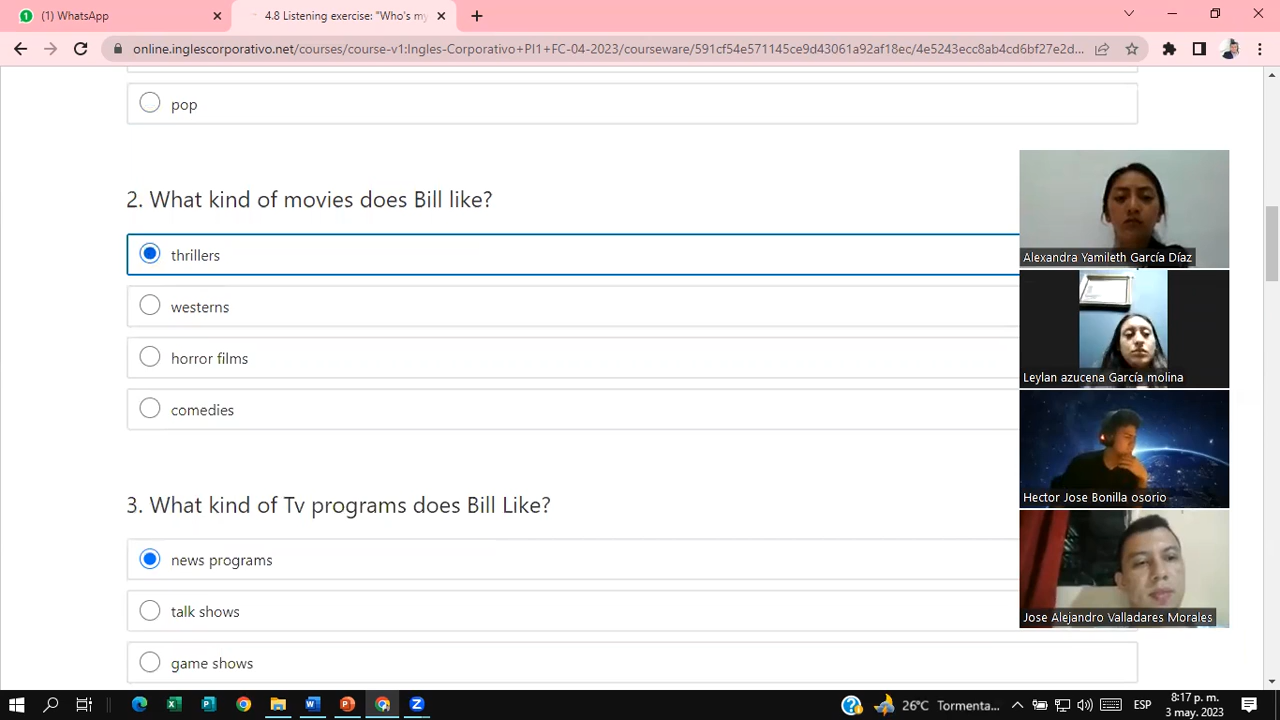 (1) WhatsApp
4.8 Listening exercise: "Who's my
online.inglescorporativo.net/courses/course-v1:Ingles-Corporativo+PI1+FC-04-2023/courseware/591cf54e571145ce9d43061a92af18ec/4e5243ecc8ab4cd6bf27e2d...
pop
2. What kind of movies does Bill like?
thrillers
westerns
horror films
comedies
3. What kind of Tv programs does Bill Like?
news programs
talk shows
game shows
Alexandra Yamileth García Díaz
Leylan azucena García molina
Hector Jose Bonilla osorio
Jose Alejandro Valladares Morales
26°C Tormenta...
ESP
8:17 p. m.
3 may. 2023